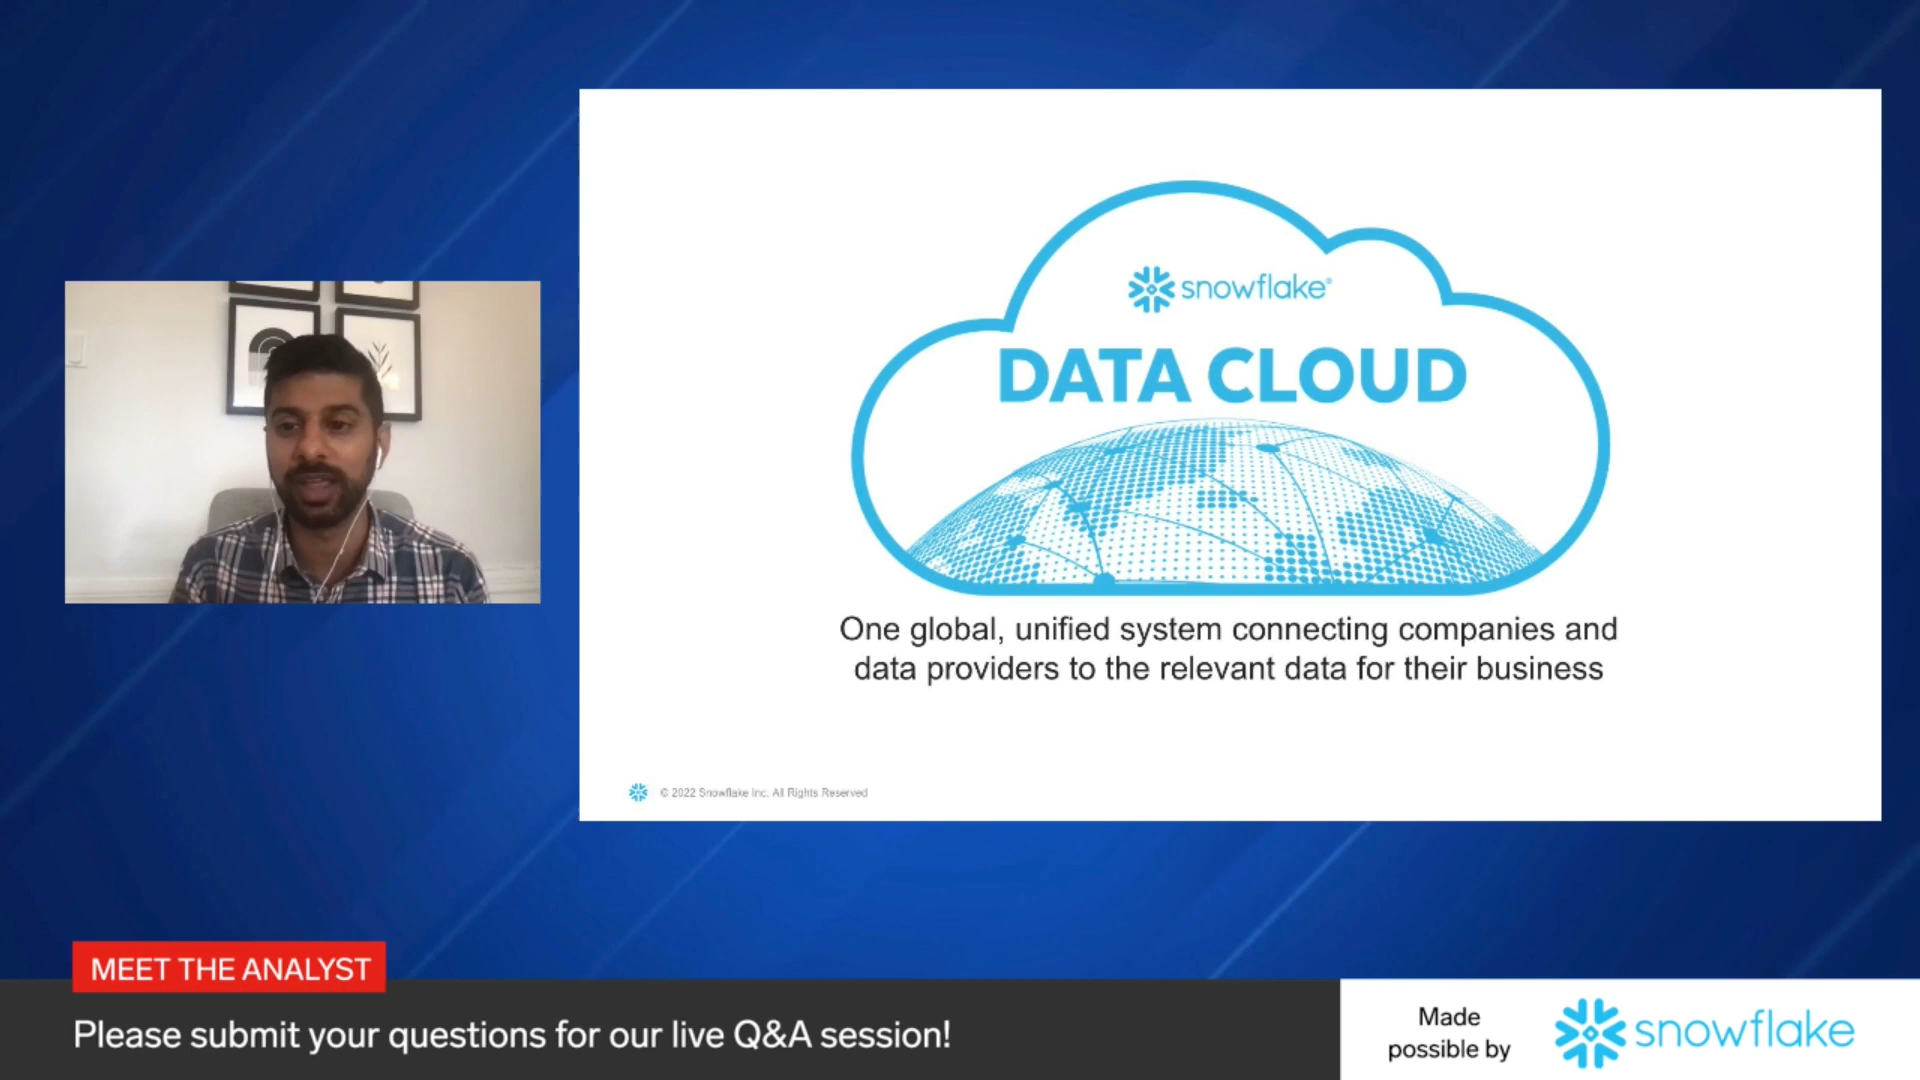 snowflake®
DATA CLOUD
One global, unified system connecting companies and
data providers to the relevant data for their business
© 2022 Snowflake Inc. All Rights Reserved
MEET THE ANALYST
Please submit your questions for our live Q&A session!
Made
possible by
snowflake